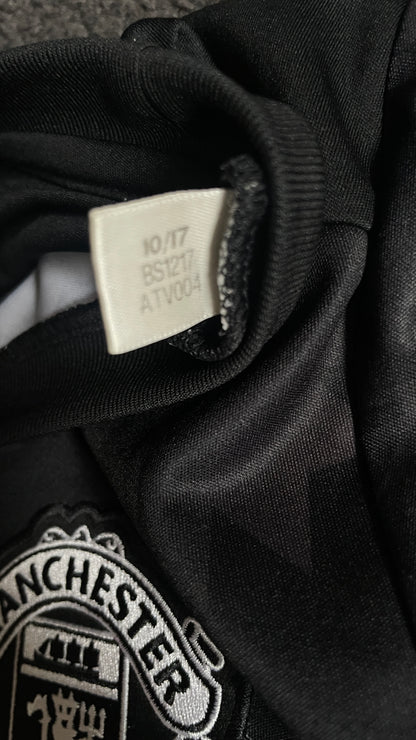 10/17
BS1217
ATV004
MANCHESTER